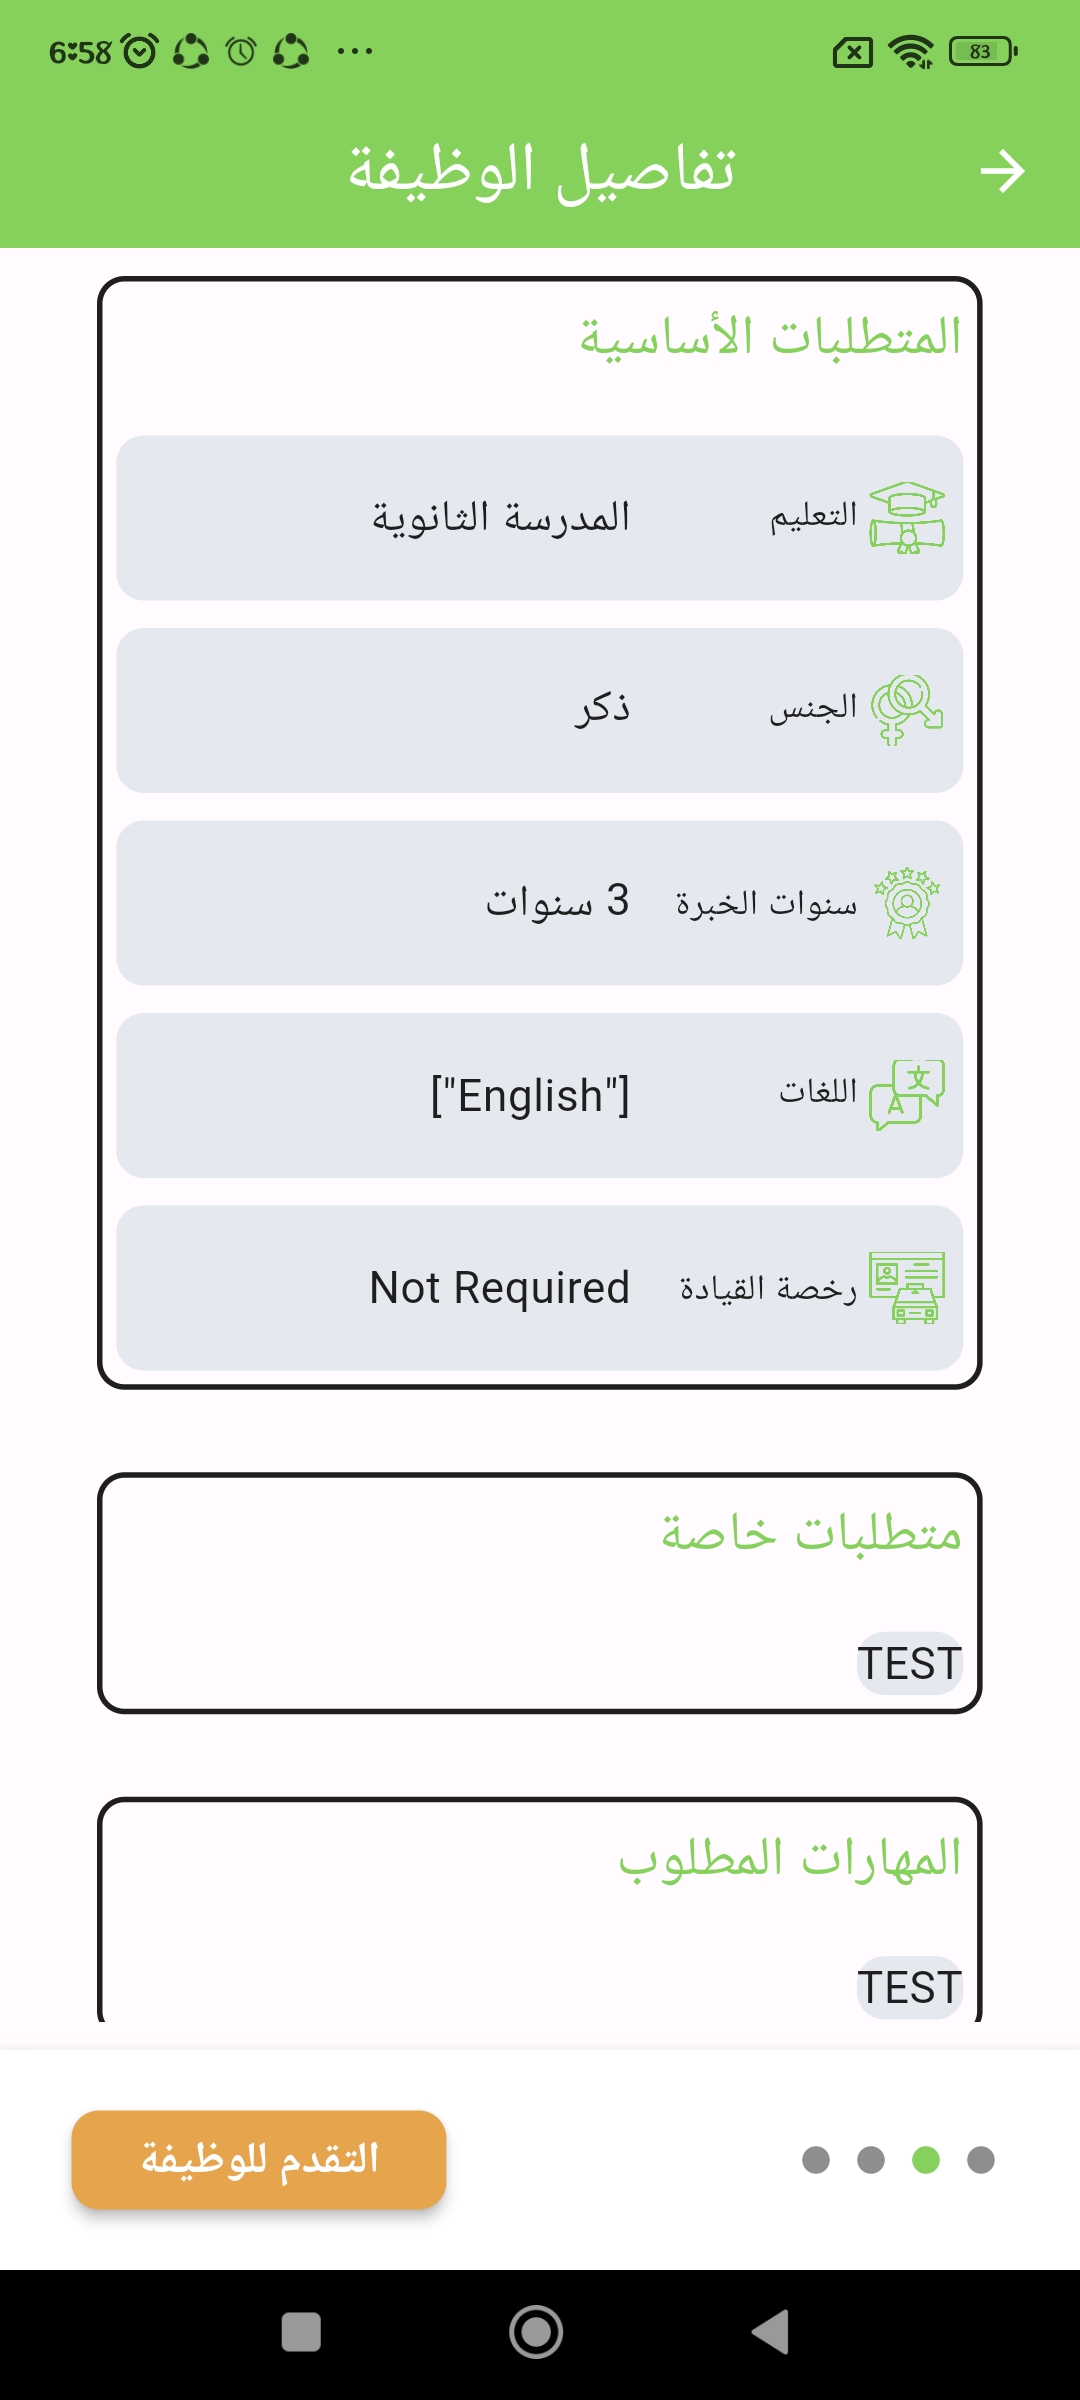 6:58
83
تفاصيل الوظيفة
المتطلبات الأساسية
التعليم المدرسة الثانوية
الجنس ذكر
سنوات الخبرة 3 سنوات
اللغات ["English"]
رخصة القيادة Not Required
متطلبات خاصة
TEST
المهارات المطلوب
TEST
التقدم للوظيفة